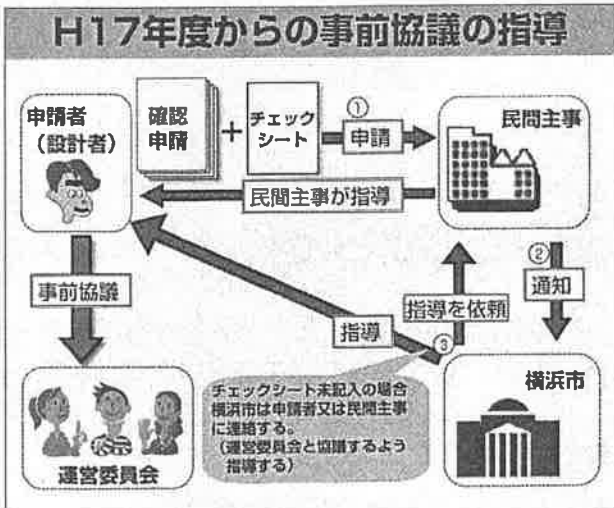 H17年度からの事前協議の指導
申請者
（設計者）
確認
申請
+
チェック
シート
①
申請
民間主事
民間主事が指導
事前協議
指導
指導を依頼
②
通知
③
チェックシート未記入の場合
横浜市は申請者又は民間主事
に連絡する。
（運営委員会と協議するよう
指導する）
横浜市
運営委員会